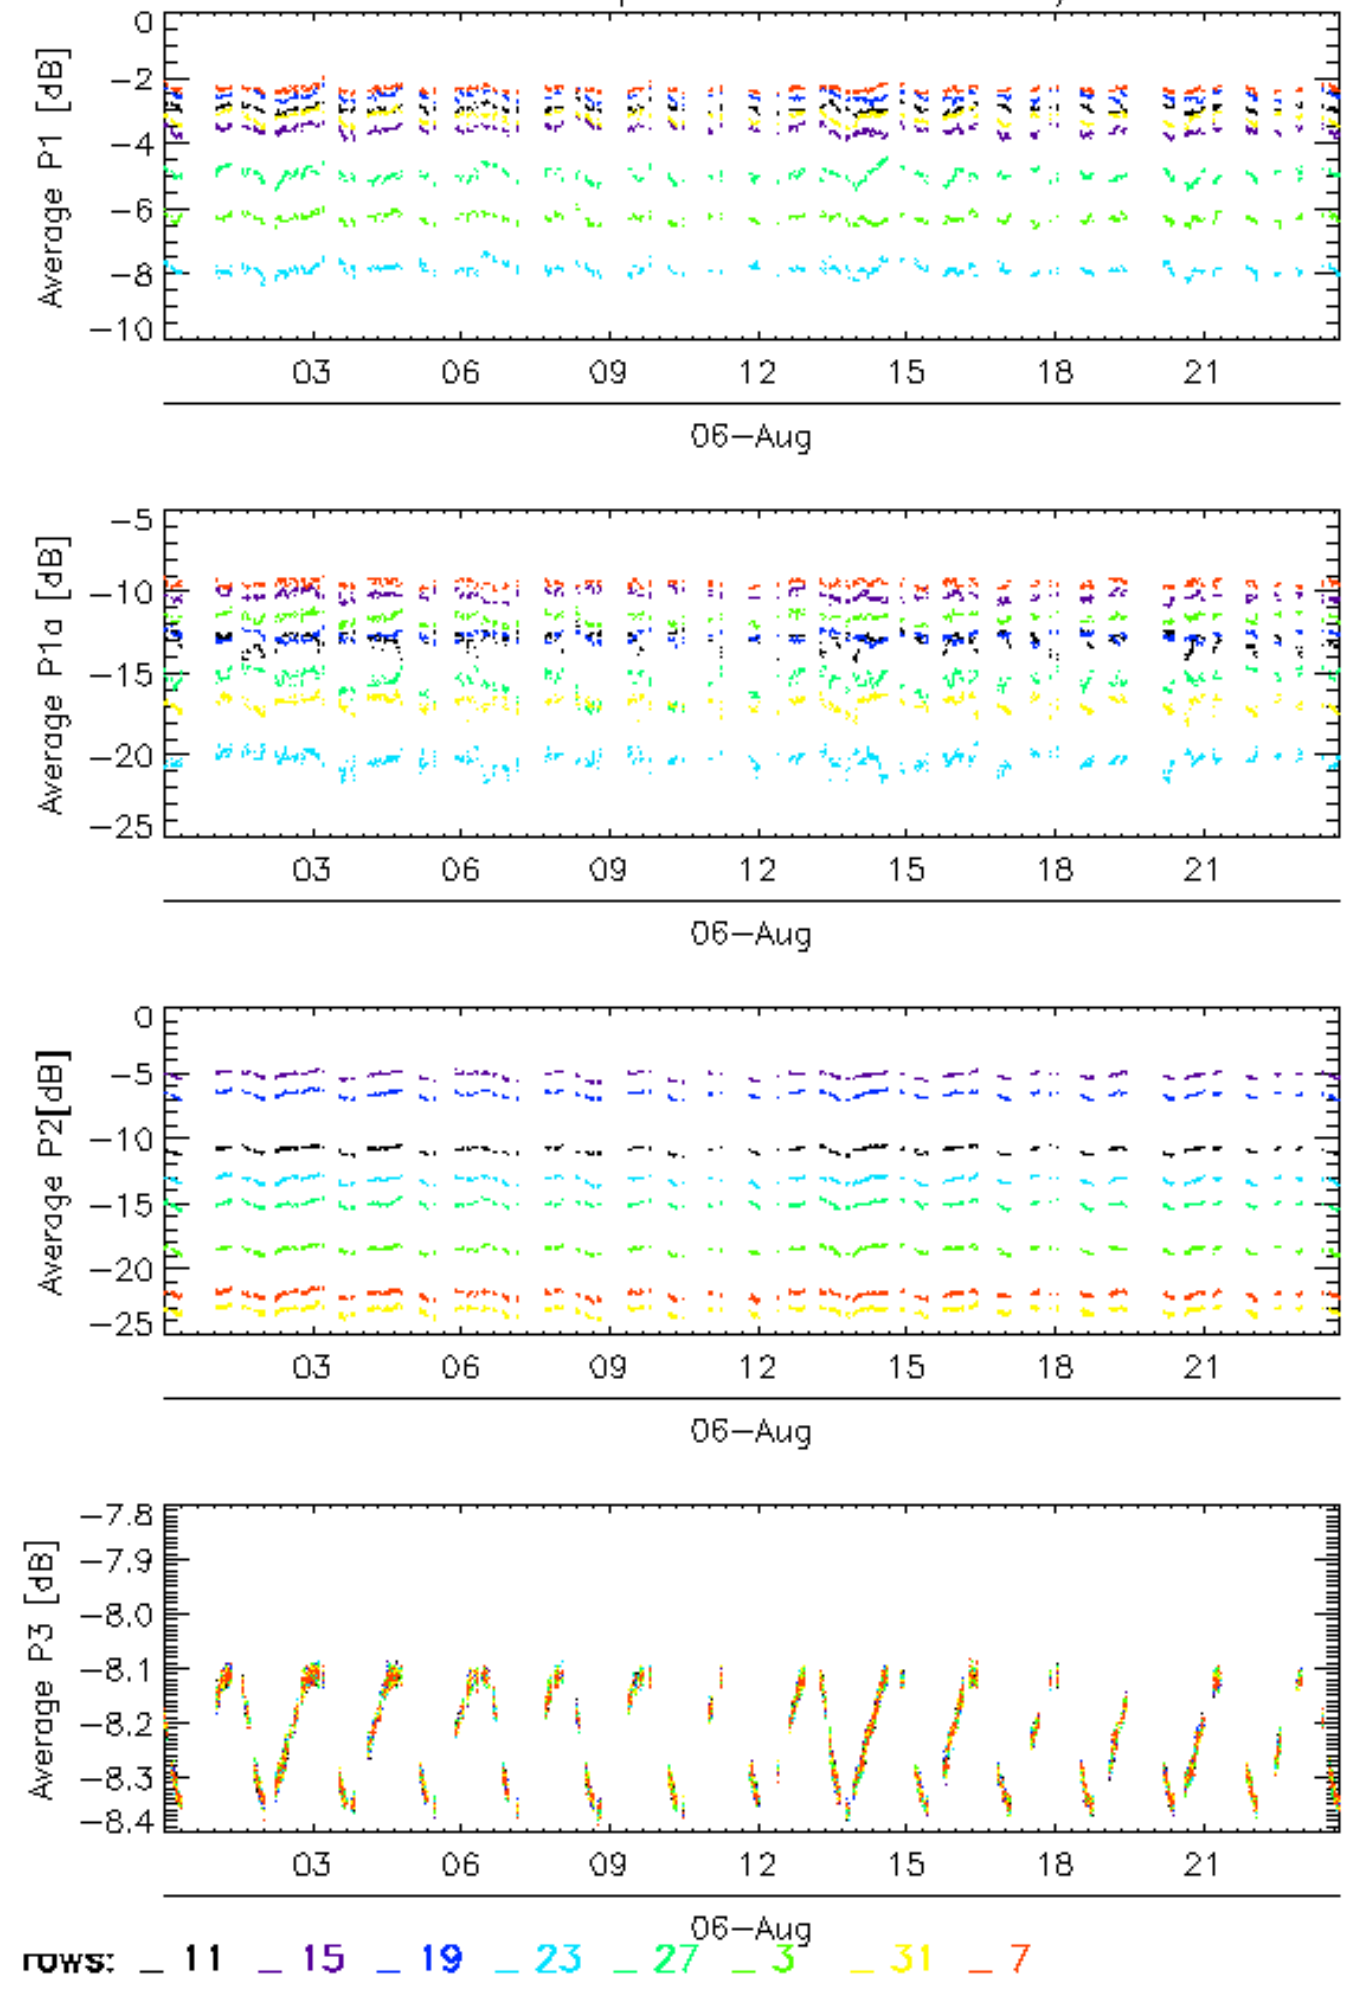 0
−2
−4
−6
−8
−10
Average P1 [dB]
03 06 09 12 15 18 21
06−Aug
−5
−10
−15
−20
−25
Average P1a [dB]
03 06 09 12 15 18 21
06−Aug
0
−5
−10
−15
−20
−25
Average P2[dB]
03 06 09 12 15 18 21
06−Aug
−7.8
−7.9
−8.0
−8.1
−8.2
−8.3
−8.4
Average P3 [dB]
03 06 09 12 15 18 21
06−Aug
rows: _ 11 _ 15 _ 19 _ 23 _ 27 _ 3 _ 31 _ 7